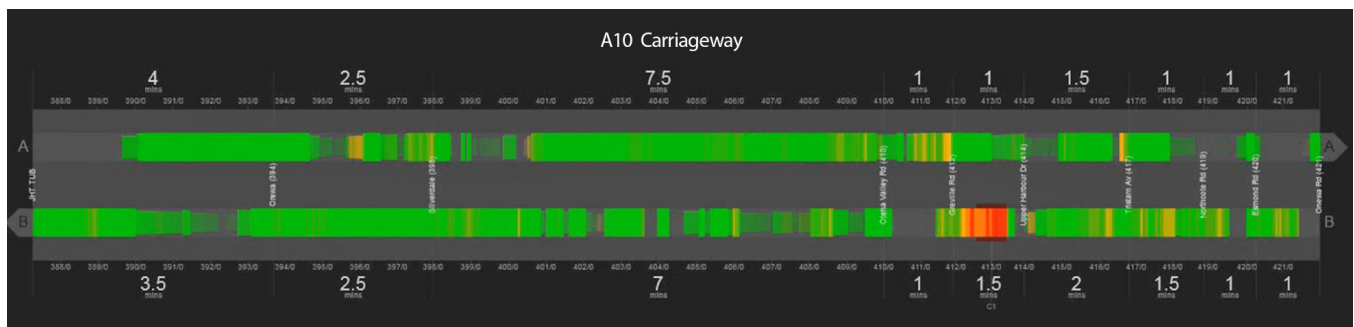 A10 Carriageway
4 2.5 7.5 1 1 1.5 1 1 1
mins mins mins mins mins mins mins mins mins
388/0 389/0 390/0 391/0 392/0 393/0 394/0 395/0 396/0 397/0 398/0 399/0 400/0 401/0 402/0 403/0 404/0 405/0 406/0 407/0 408/0 409/0 410/0 411/0 412/0 413/0 414/0 415/0 416/0 417/0 418/0 419/0 420/0 421/0
A A
JHT TUB
Orewa (394)
Silverdale (398)
Oteha Valley Rd (410)
Greville Rd (412)
Upper Harbour Dr (414)
Tristram Av (417)
Northcote Rd (419)
Esmond Rd (420)
Onewa Rd (421)
B B
388/0 389/0 390/0 391/0 392/0 393/0 394/0 395/0 396/0 397/0 398/0 399/0 400/0 401/0 402/0 403/0 404/0 405/0 406/0 407/0 408/0 409/0 410/0 411/0 412/0 413/0 414/0 415/0 416/0 417/0 418/0 419/0 420/0 421/0
3.5 2.5 7 1 1.5 2 1.5 1 1
mins mins mins mins mins mins mins mins mins
C1